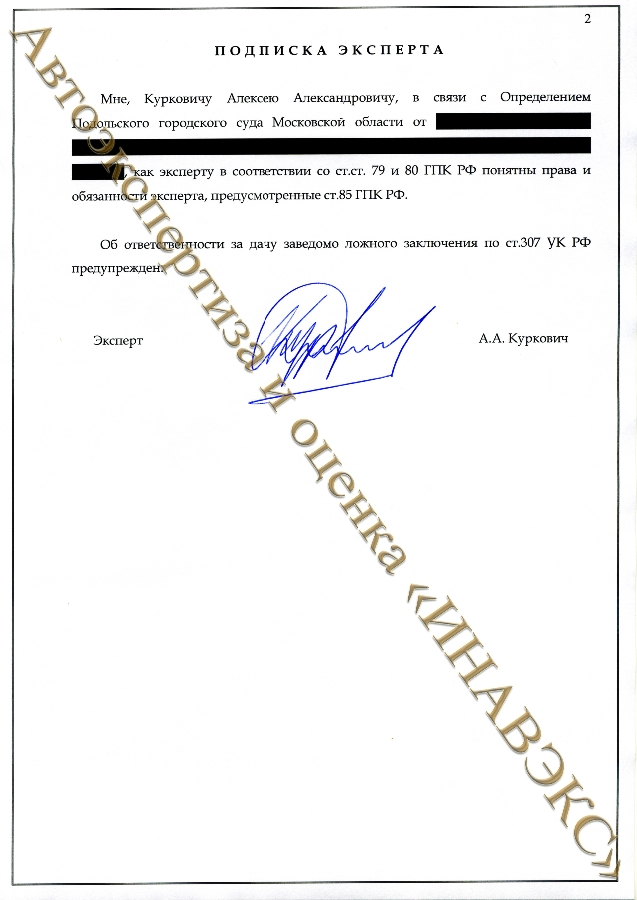 2
ПОДПИСКА ЭКСПЕРТА
Мне, Курковичу Алексею Александровичу, в связи с Определением
Подольского городского суда Московской области от
, как эксперту в соответствии со ст.ст. 79 и 80 ГПК РФ понятны права и
обязанности эксперта, предусмотренные ст.85 ГПК РФ.
Об ответственности за дачу заведомо ложного заключения по ст.307 УК РФ
предупрежден.
Эксперт
А.А. Куркович
Автоэкспертиза и оценка «ИНАВЭКС»